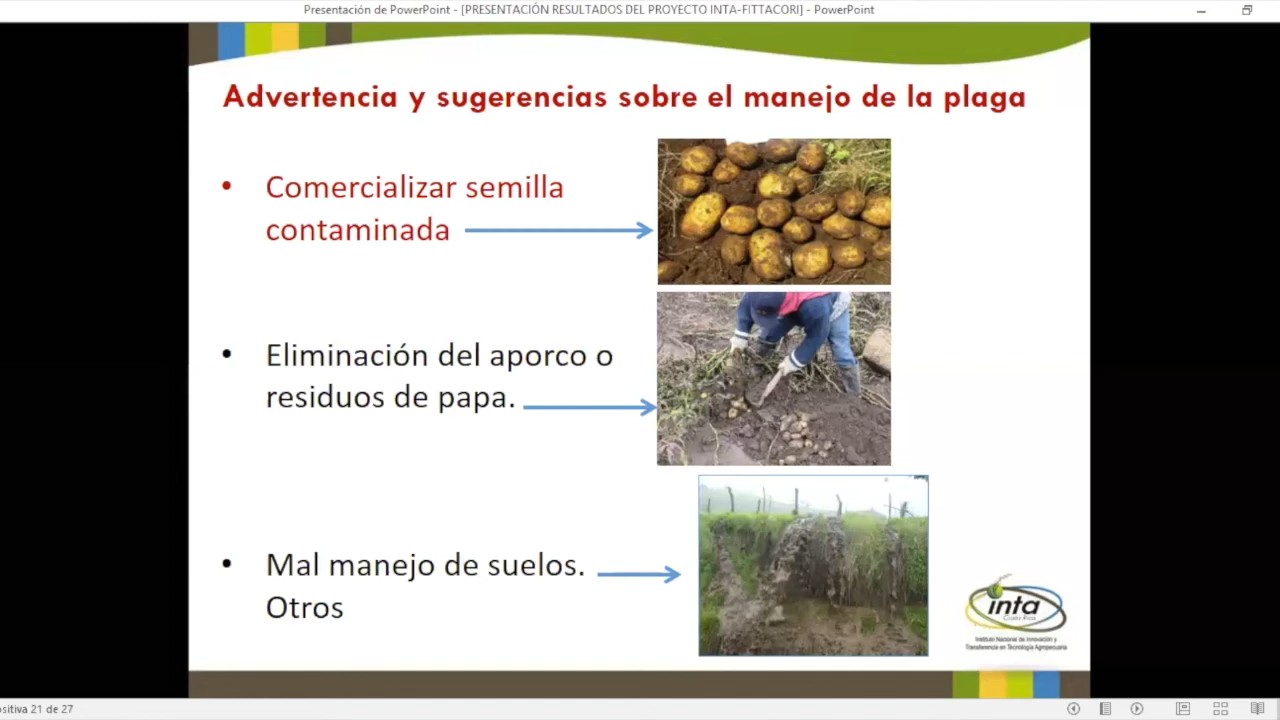 Presentación de PowerPoint - [PRESENTACIÓN RESULTADOS DEL PROYECTO INTA-FITTACORI] - PowerPoint
Advertencia y sugerencias sobre el manejo de la plaga
• Comercializar semilla
contaminada
• Eliminación del aporco o
residuos de papa.
• Mal manejo de suelos.
Otros
inta
Costa Rica
Instituto Nacional de Innovación y
Transferencia en Tecnología Agropecuaria
ositiva 21 de 27